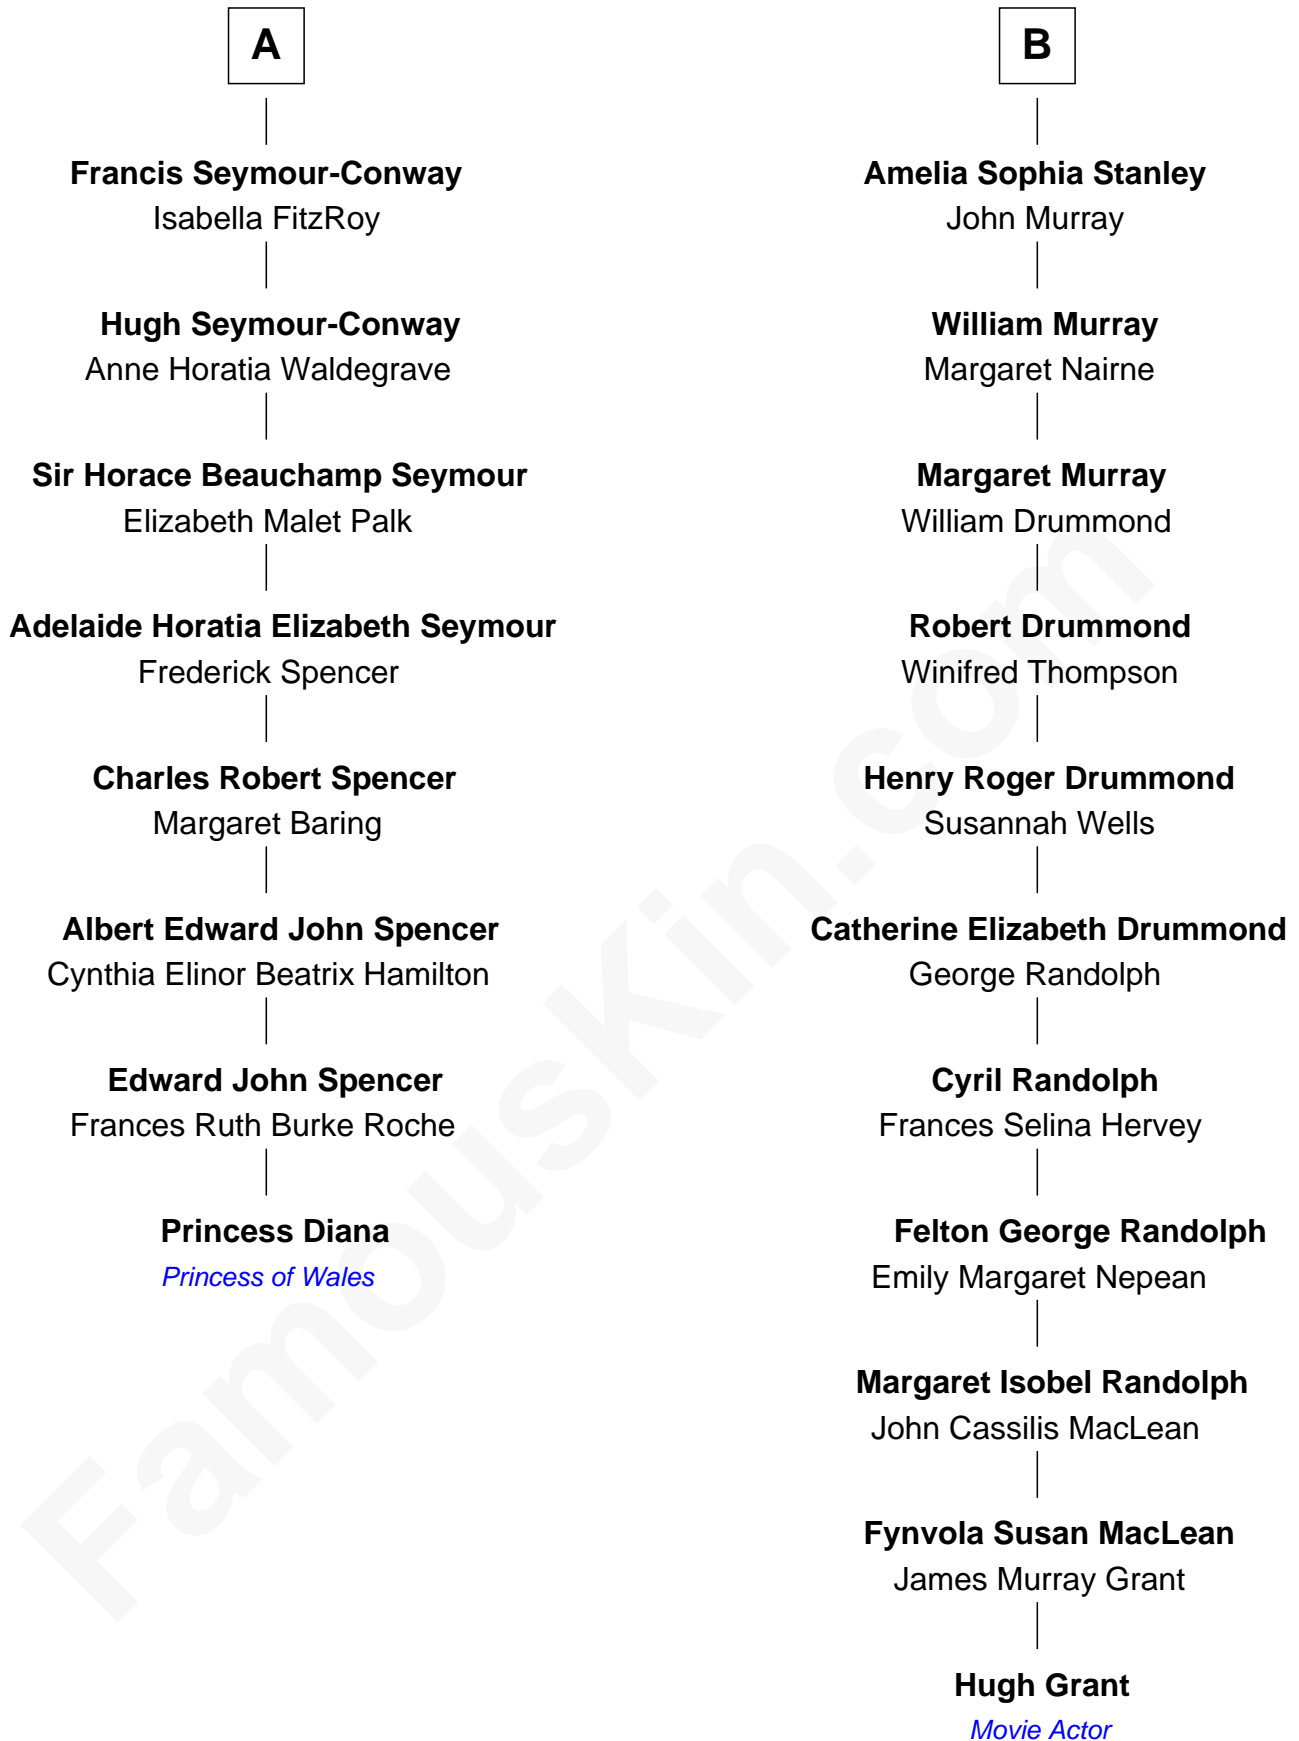 A
Francis Seymour-Conway
Isabella FitzRoy
Hugh Seymour-Conway
Anne Horatia Waldegrave
Sir Horace Beauchamp Seymour
Elizabeth Malet Palk
Adelaide Horatia Elizabeth Seymour
Frederick Spencer
Charles Robert Spencer
Margaret Baring
Albert Edward John Spencer
Cynthia Elinor Beatrix Hamilton
Edward John Spencer
Frances Ruth Burke Roche
Princess Diana
Princess of Wales
B
Amelia Sophia Stanley
John Murray
William Murray
Margaret Nairne
Margaret Murray
William Drummond
Robert Drummond
Winifred Thompson
Henry Roger Drummond
Susannah Wells
Catherine Elizabeth Drummond
George Randolph
Cyril Randolph
Frances Selina Hervey
Felton George Randolph
Emily Margaret Nepean
Margaret Isobel Randolph
John Cassilis MacLean
Fynvola Susan MacLean
James Murray Grant
Hugh Grant
Movie Actor
FamousKin.com